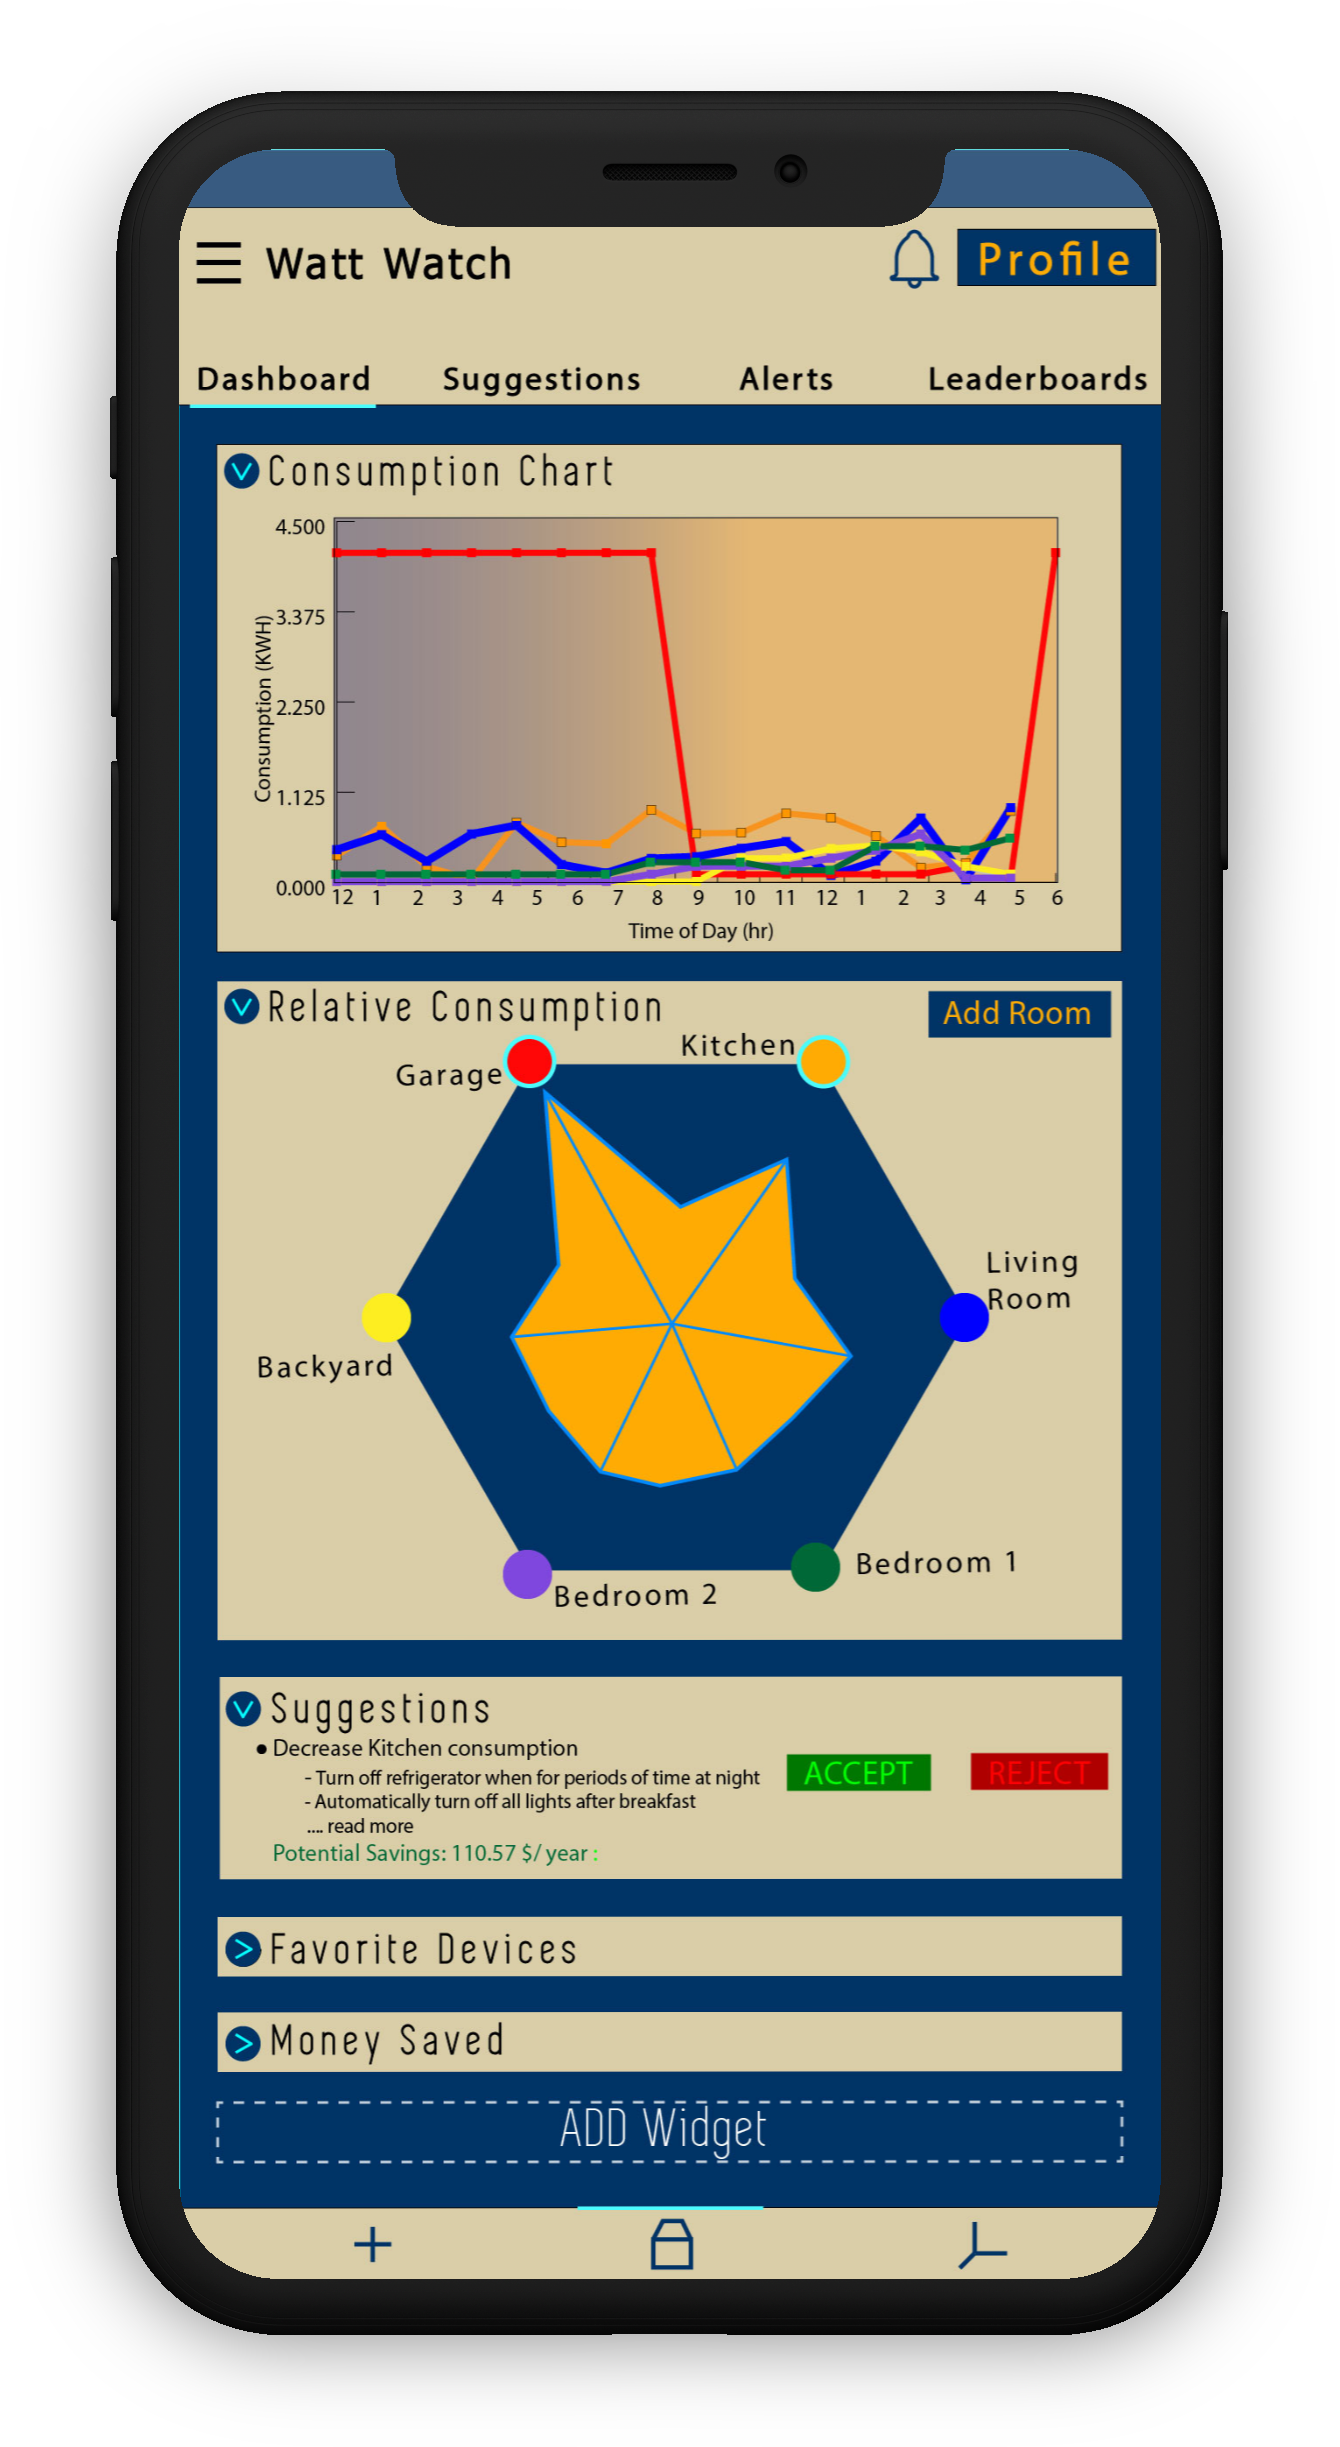 Watt Watch
Profile
Dashboard
Suggestions
Alerts
Leaderboards
Consumption Chart
4.500
3.375
2.250
1.125
0.000
Consumption (KWH)
12 1 2 3 4 5 6 7 8 9 10 11 12 1 2 3 4 5 6
Time of Day (hr)
Relative Consumption
Add Room
Kitchen
Garage
Living
Room
Backyard
Bedroom 1
Bedroom 2
Suggestions
● Decrease Kitchen consumption
- Turn off refrigerator when for periods of time at night
- Automatically turn off all lights after breakfast
.... read more
Potential Savings: 110.57 $/ year :
ACCEPT
REJECT
Favorite Devices
Money Saved
ADD Widget